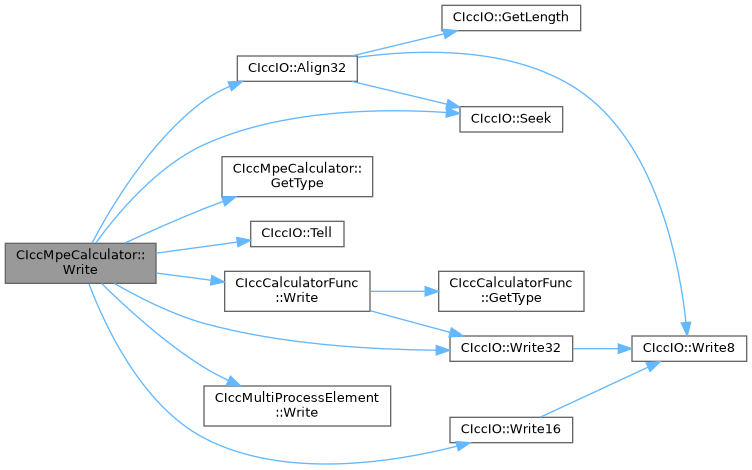 CIccIO::GetLength
CIccIO::Align32
CIccIO::Seek
CIccMpeCalculator::
GetType
CIccIO::Tell
CIccMpeCalculator::
Write
CIccCalculatorFunc
::Write
CIccCalculatorFunc
::GetType
CIccIO::Write32
CIccIO::Write8
CIccMultiProcessElement
::Write
CIccIO::Write16